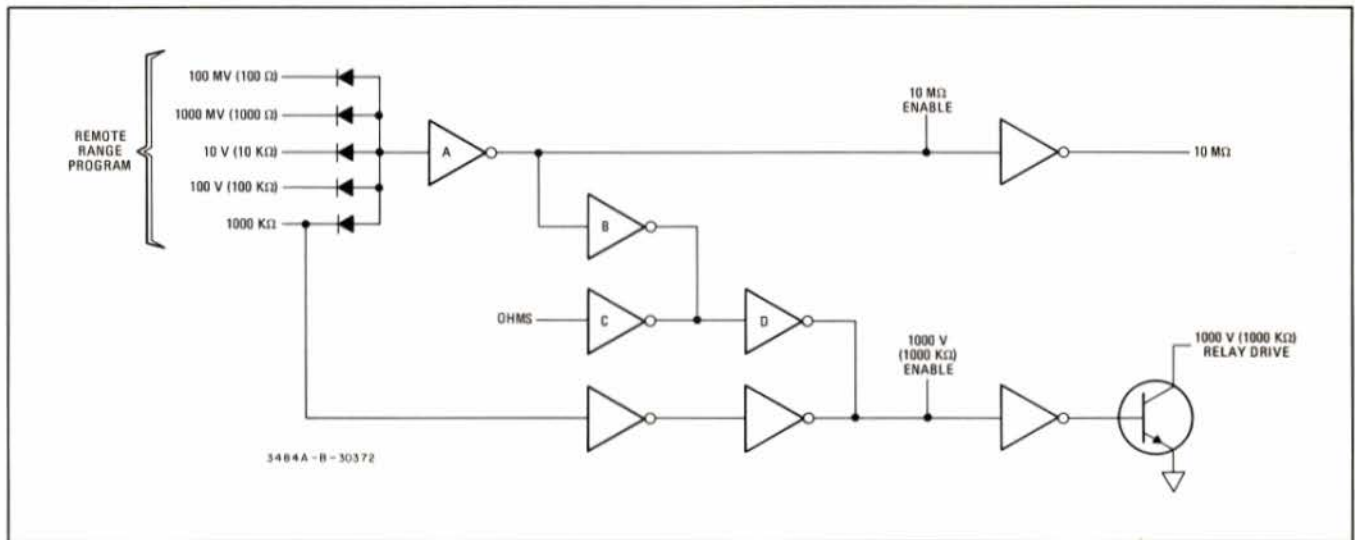 REMOTE
RANGE
PROGRAM
100 MV (100 Ω)
1000 MV (1000 Ω)
10 V (10 KΩ)
100 V (100 KΩ)
1000 KΩ
A
B
OHMS
C
D
10 MΩ
ENABLE
10 MΩ
1000 V
(1000 KΩ)
ENABLE
1000 V (1000 KΩ)
RELAY DRIVE
3484A-B-30372